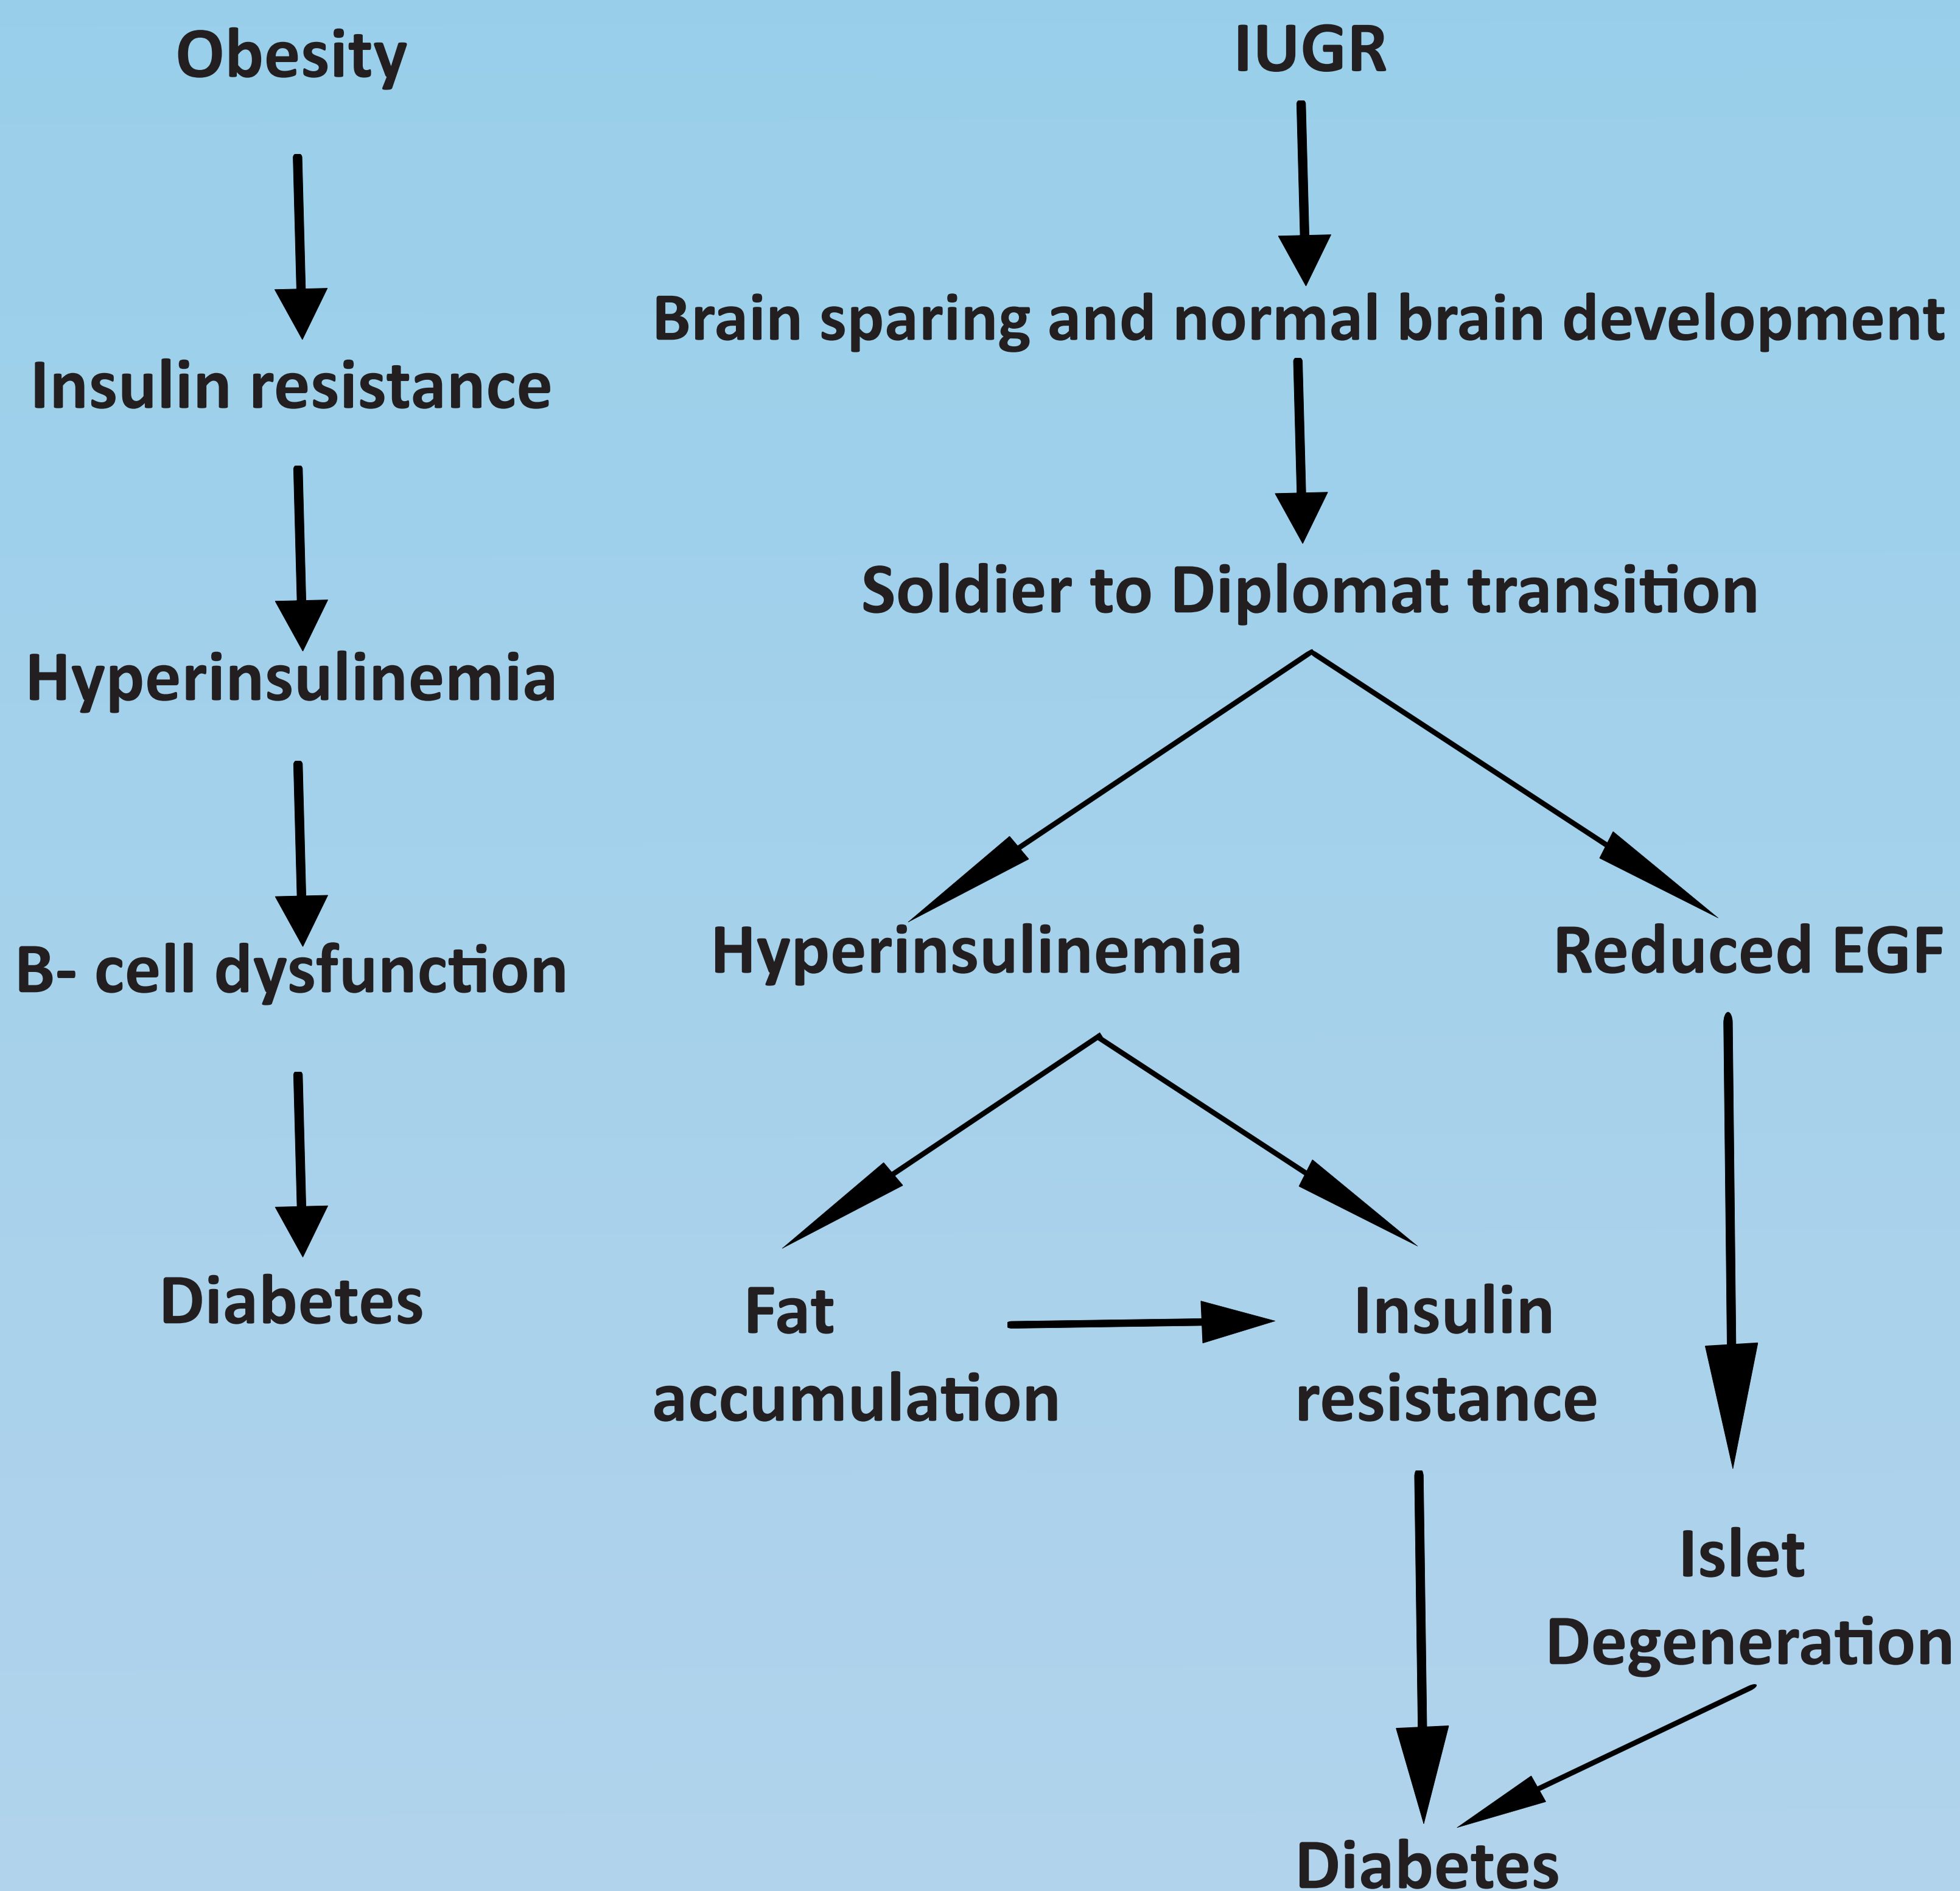 Obesity
Insulin resistance
Hyperinsulinemia
B- cell dysfunction
Diabetes
IUGR
Brain sparing and normal brain development
Soldier to Diplomat transition
Hyperinsulinemia
Reduced EGF
Fat
accumulation
Insulin
resistance
Islet
Degeneration
Diabetes